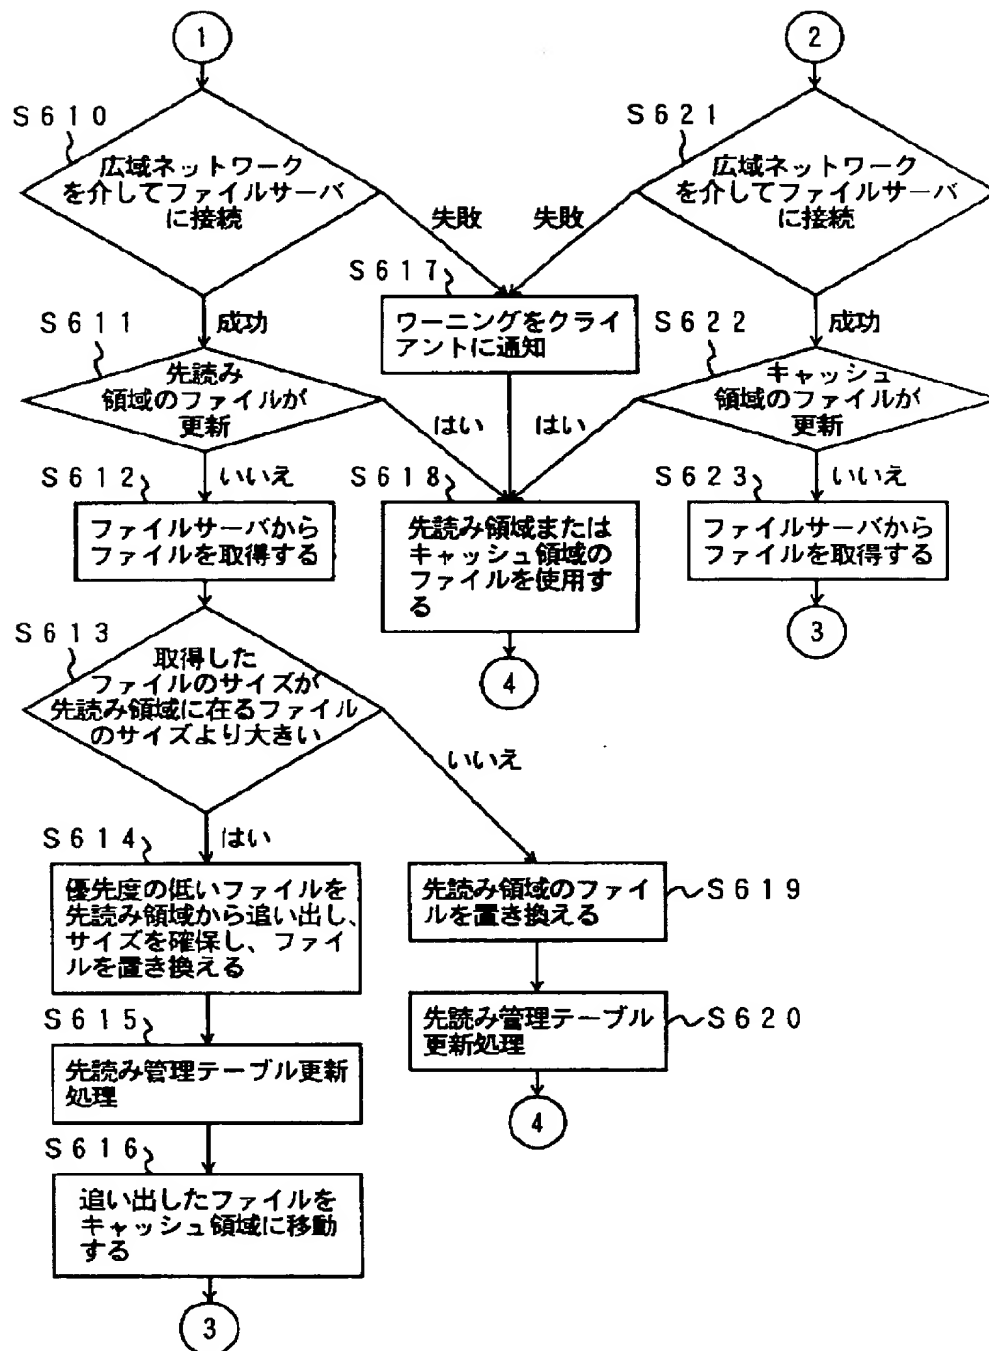 1
2
S610
広域ネットワーク
を介してファイルサーバ
に接続
S621
広域ネットワーク
を介してファイルサーバ
に接続
失敗
失敗
S617
ワーニングをクライ
アントに通知
S611
成功
先読み
領域のファイルが
更新
S622
成功
キャッシュ
領域のファイルが
更新
はい
はい
S612
いいえ
ファイルサーバから
ファイルを取得する
S618
先読み領域または
キャッシュ領域の
ファイルを使用す
る
S623
いいえ
ファイルサーバから
ファイルを取得する
3
4
S613
取得した
ファイルのサイズが
先読み領域に在るファイル
のサイズより大きい
いいえ
S614
はい
優先度の低いファイルを
先読み領域から追い出し、
サイズを確保し、ファイ
ルを置き換える
先読み領域のファイ
ルを置き換える
S619
S615
先読み管理テーブル更新
処理
先読み管理テーブル
更新処理
S620
4
S616
追い出したファイルを
キャッシュ領域に移動
する
3